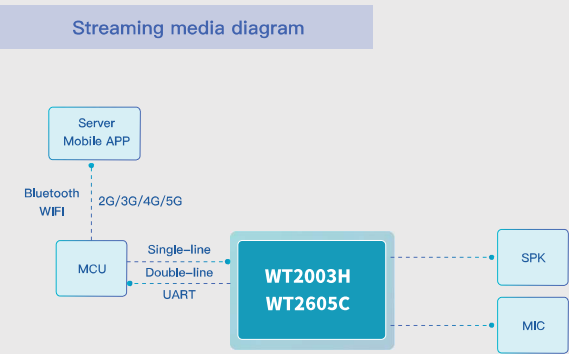 Streaming media diagram
Server
Mobile APP
Bluetooth
WIFI
2G/3G/4G/5G
MCU
Single-line
Double-line
UART
WT2003H
WT2605C
SPK
MIC